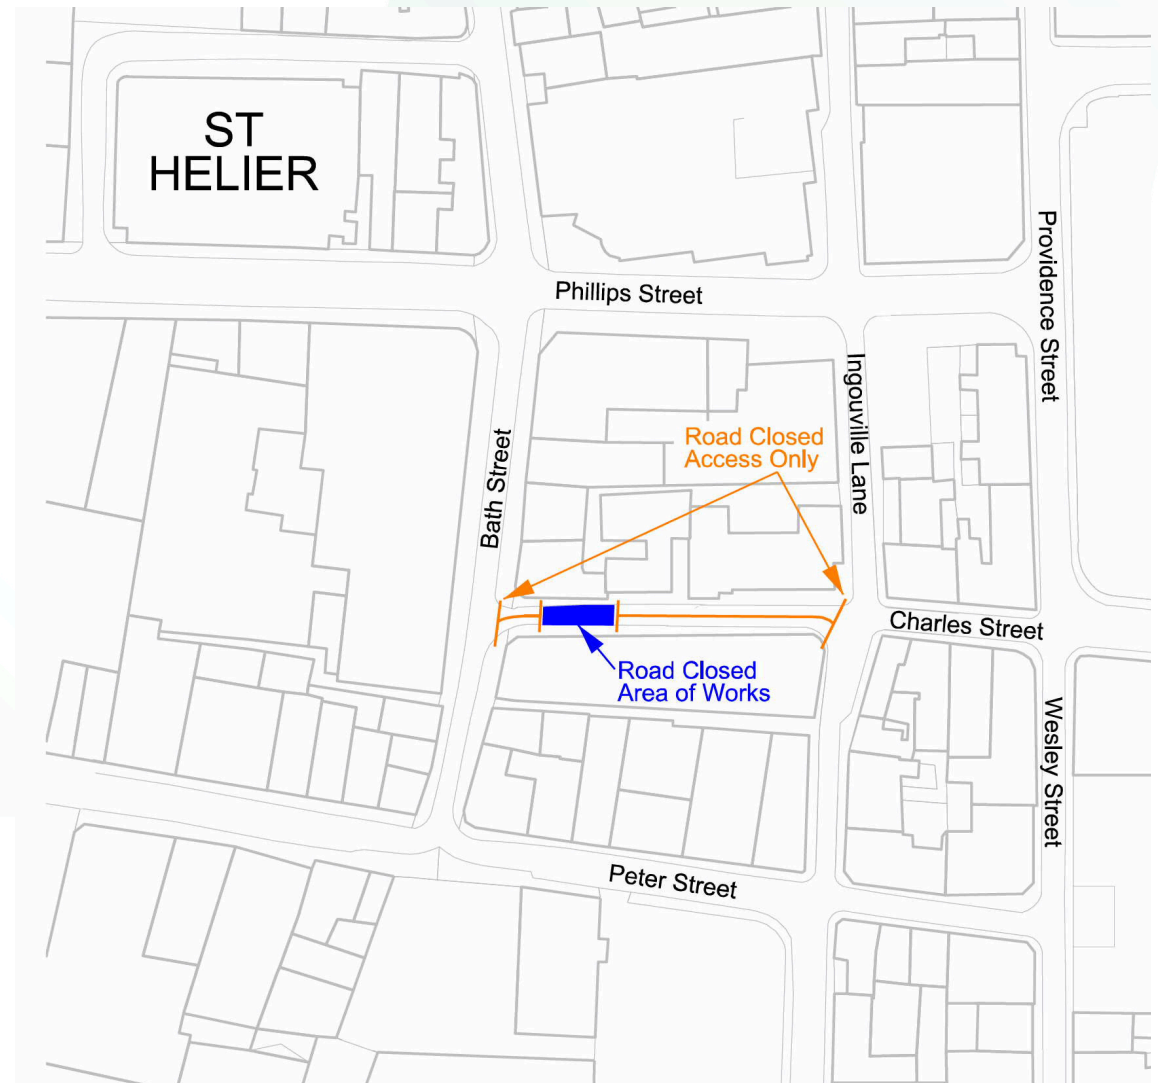 ST
HELIER
Providence Street
Phillips Street
Ingouville Lane
Bath Street
Road Closed
Access Only
Charles Street
Road Closed
Area of Works
Wesley Street
Peter Street